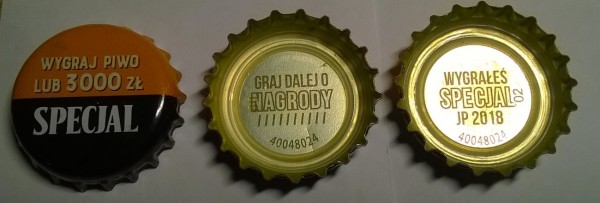 WYGRAJ PIWO
LUB 3000 ZŁ
SPECJAL
GRAJ DALEJ O
NAGRODY
//////////
40048024
WYGRAŁEŚ
SPECJAL 02
JP 2018
40048024